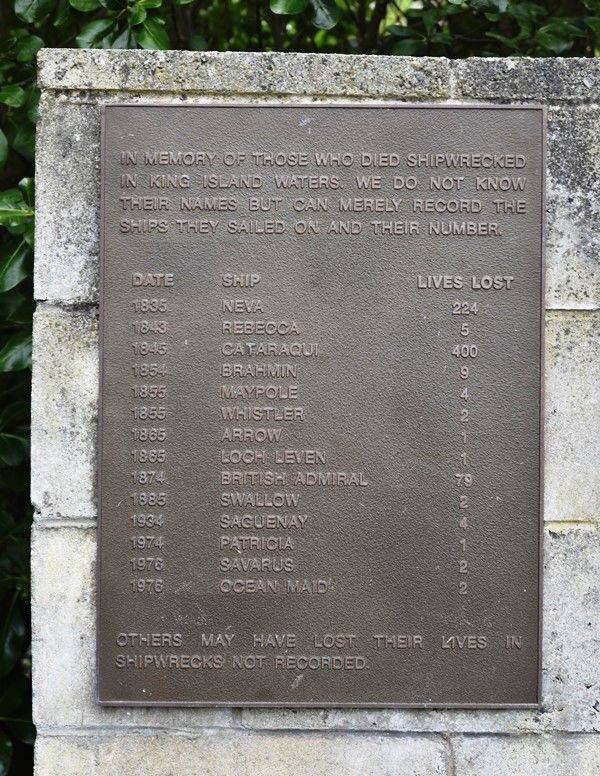 IN MEMORY OF THOSE WHO DIED SHIPWRECKED
IN KING ISLAND WATERS. WE DO NOT KNOW
THEIR NAMES BUT CAN MERELY RECORD THE
SHIPS THEY SAILED ON AND THEIR NUMBER.
DATE SHIP LIVES LOST
1835 NEVA 224
1843 REBECCA 5
1845 CATARAQUI 400
1854 BRAHMIN 9
1855 MAYPOLE 4
1855 WHISTLER 2
1865 ARROW 1
1865 LOCH LEVEN 1
1874 BRITISH ADMIRAL 79
1885 SWALLOW 2
1934 SAGUENAY 4
1974 PATRICIA 1
1976 SAVARUS 2
1976 OCEAN MAID 2
OTHERS MAY HAVE LOST THEIR LIVES IN
SHIPWRECKS NOT RECORDED.